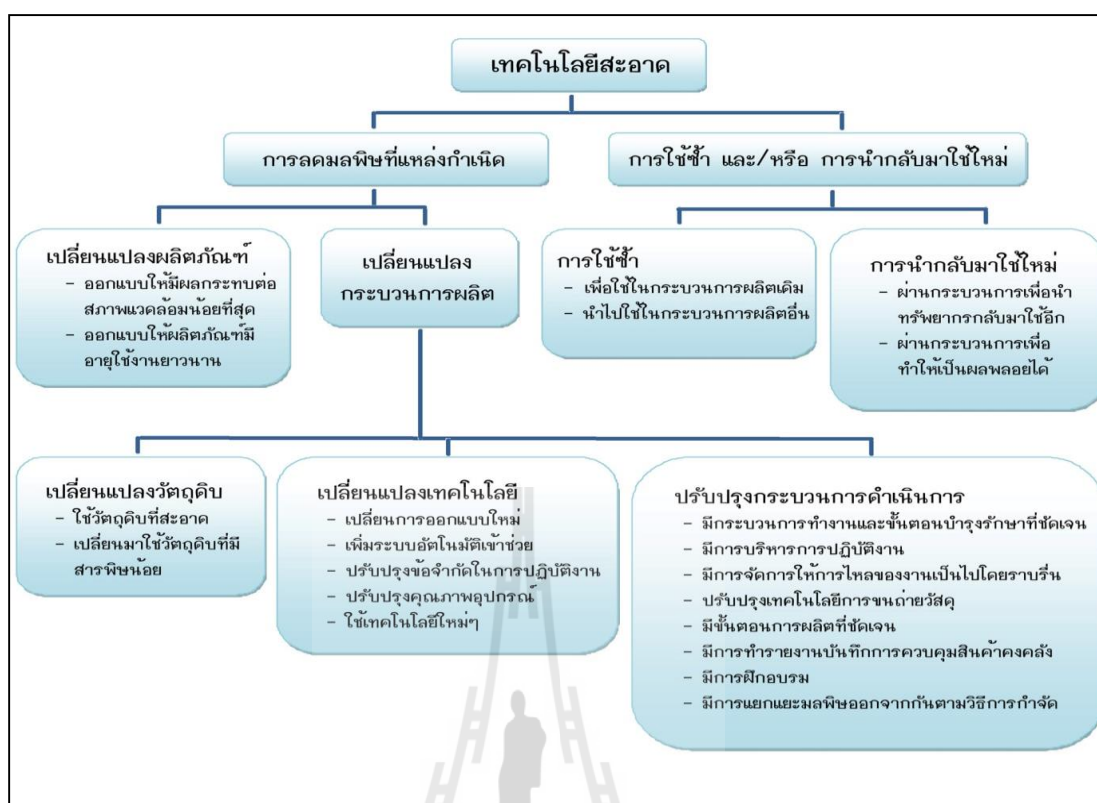 เทคโนโลยีสะอาด
การลดมลพิษที่แหล่งกำเนิด
การใช้ซ้ำ และ/หรือ การนำกลับมาใช้ใหม่
เปลี่ยนแปลงผลิตภัณฑ์
- ออกแบบให้มีผลกระทบต่อ
สภาพแวดล้อมน้อยที่สุด
- ออกแบบให้ผลิตภัณฑ์มี
อายุใช้งานยาวนาน
เปลี่ยนแปลง
กระบวนการผลิต
การใช้ซ้ำ
- เพื่อใช้ในกระบวนการผลิตเดิม
- นำไปใช้ในกระบวนการผลิตอื่น
การนำกลับมาใช้ใหม่
- ผ่านกระบวนการเพื่อนำ
ทรัพยากรกลับมาใช้อีก
- ผ่านกระบวนการเพื่อ
ทำให้เป็นผลพลอยได้
เปลี่ยนแปลงวัตถุดิบ
- ใช้วัตถุดิบที่สะอาด
- เปลี่ยนมาใช้วัตถุดิบที่มี
สารพิษน้อย
เปลี่ยนแปลงเทคโนโลยี
- เปลี่ยนการออกแบบใหม่
- เพิ่มระบบอัตโนมัติเข้าช่วย
- ปรับปรุงข้อจำกัดในการปฏิบัติงาน
- ปรับปรุงคุณภาพอุปกรณ์
- ใช้เทคโนโลยีใหม่ๆ
ปรับปรุงกระบวนการดำเนินการ
- มีกระบวนการทำงานและขั้นตอนบำรุงรักษาที่ชัดเจน
- มีการบริหารการปฏิบัติงาน
- มีการจัดการให้การไหลของงานเป็นไปโดยราบรื่น
- ปรับปรุงเทคโนโลยีการขนถ่ายวัสดุ
- มีขั้นตอนการผลิตที่ชัดเจน
- มีการทำรายงานบันทึกการควบคุมสินค้าคงคลัง
- มีการฝึกอบรม
- มีการแยกแยะมลพิษออกจากกันตามวิธีการกำจัด